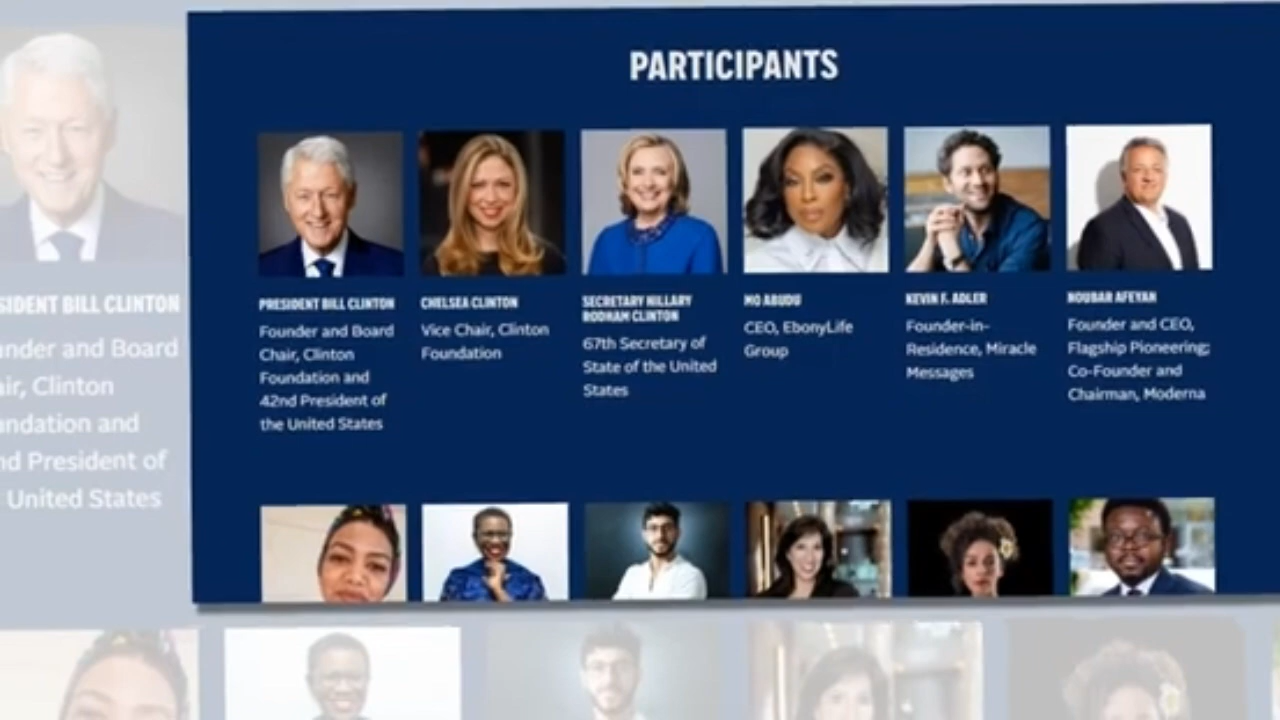 PARTICIPANTS
PRESIDENT BILL CLINTON
Founder and Board
Chair, Clinton
Foundation and
42nd President of
the United States
CHELSEA CLINTON
Vice Chair, Clinton
Foundation
SECRETARY HILLARY
RODHAM CLINTON
67th Secretary of
State of the United
States
MO ABUDU
CEO, EbonyLife
Group
KEVIN F. ADLER
Founder-in-
Residence, Miracle
Messages
NOUBAR AFEYAN
Founder and CEO,
Flagship Pioneering;
Co-Founder and
Chairman, Moderna
SIDENT BILL CLINTON
under and Board
air, Clinton
undation and
nd President of
United States